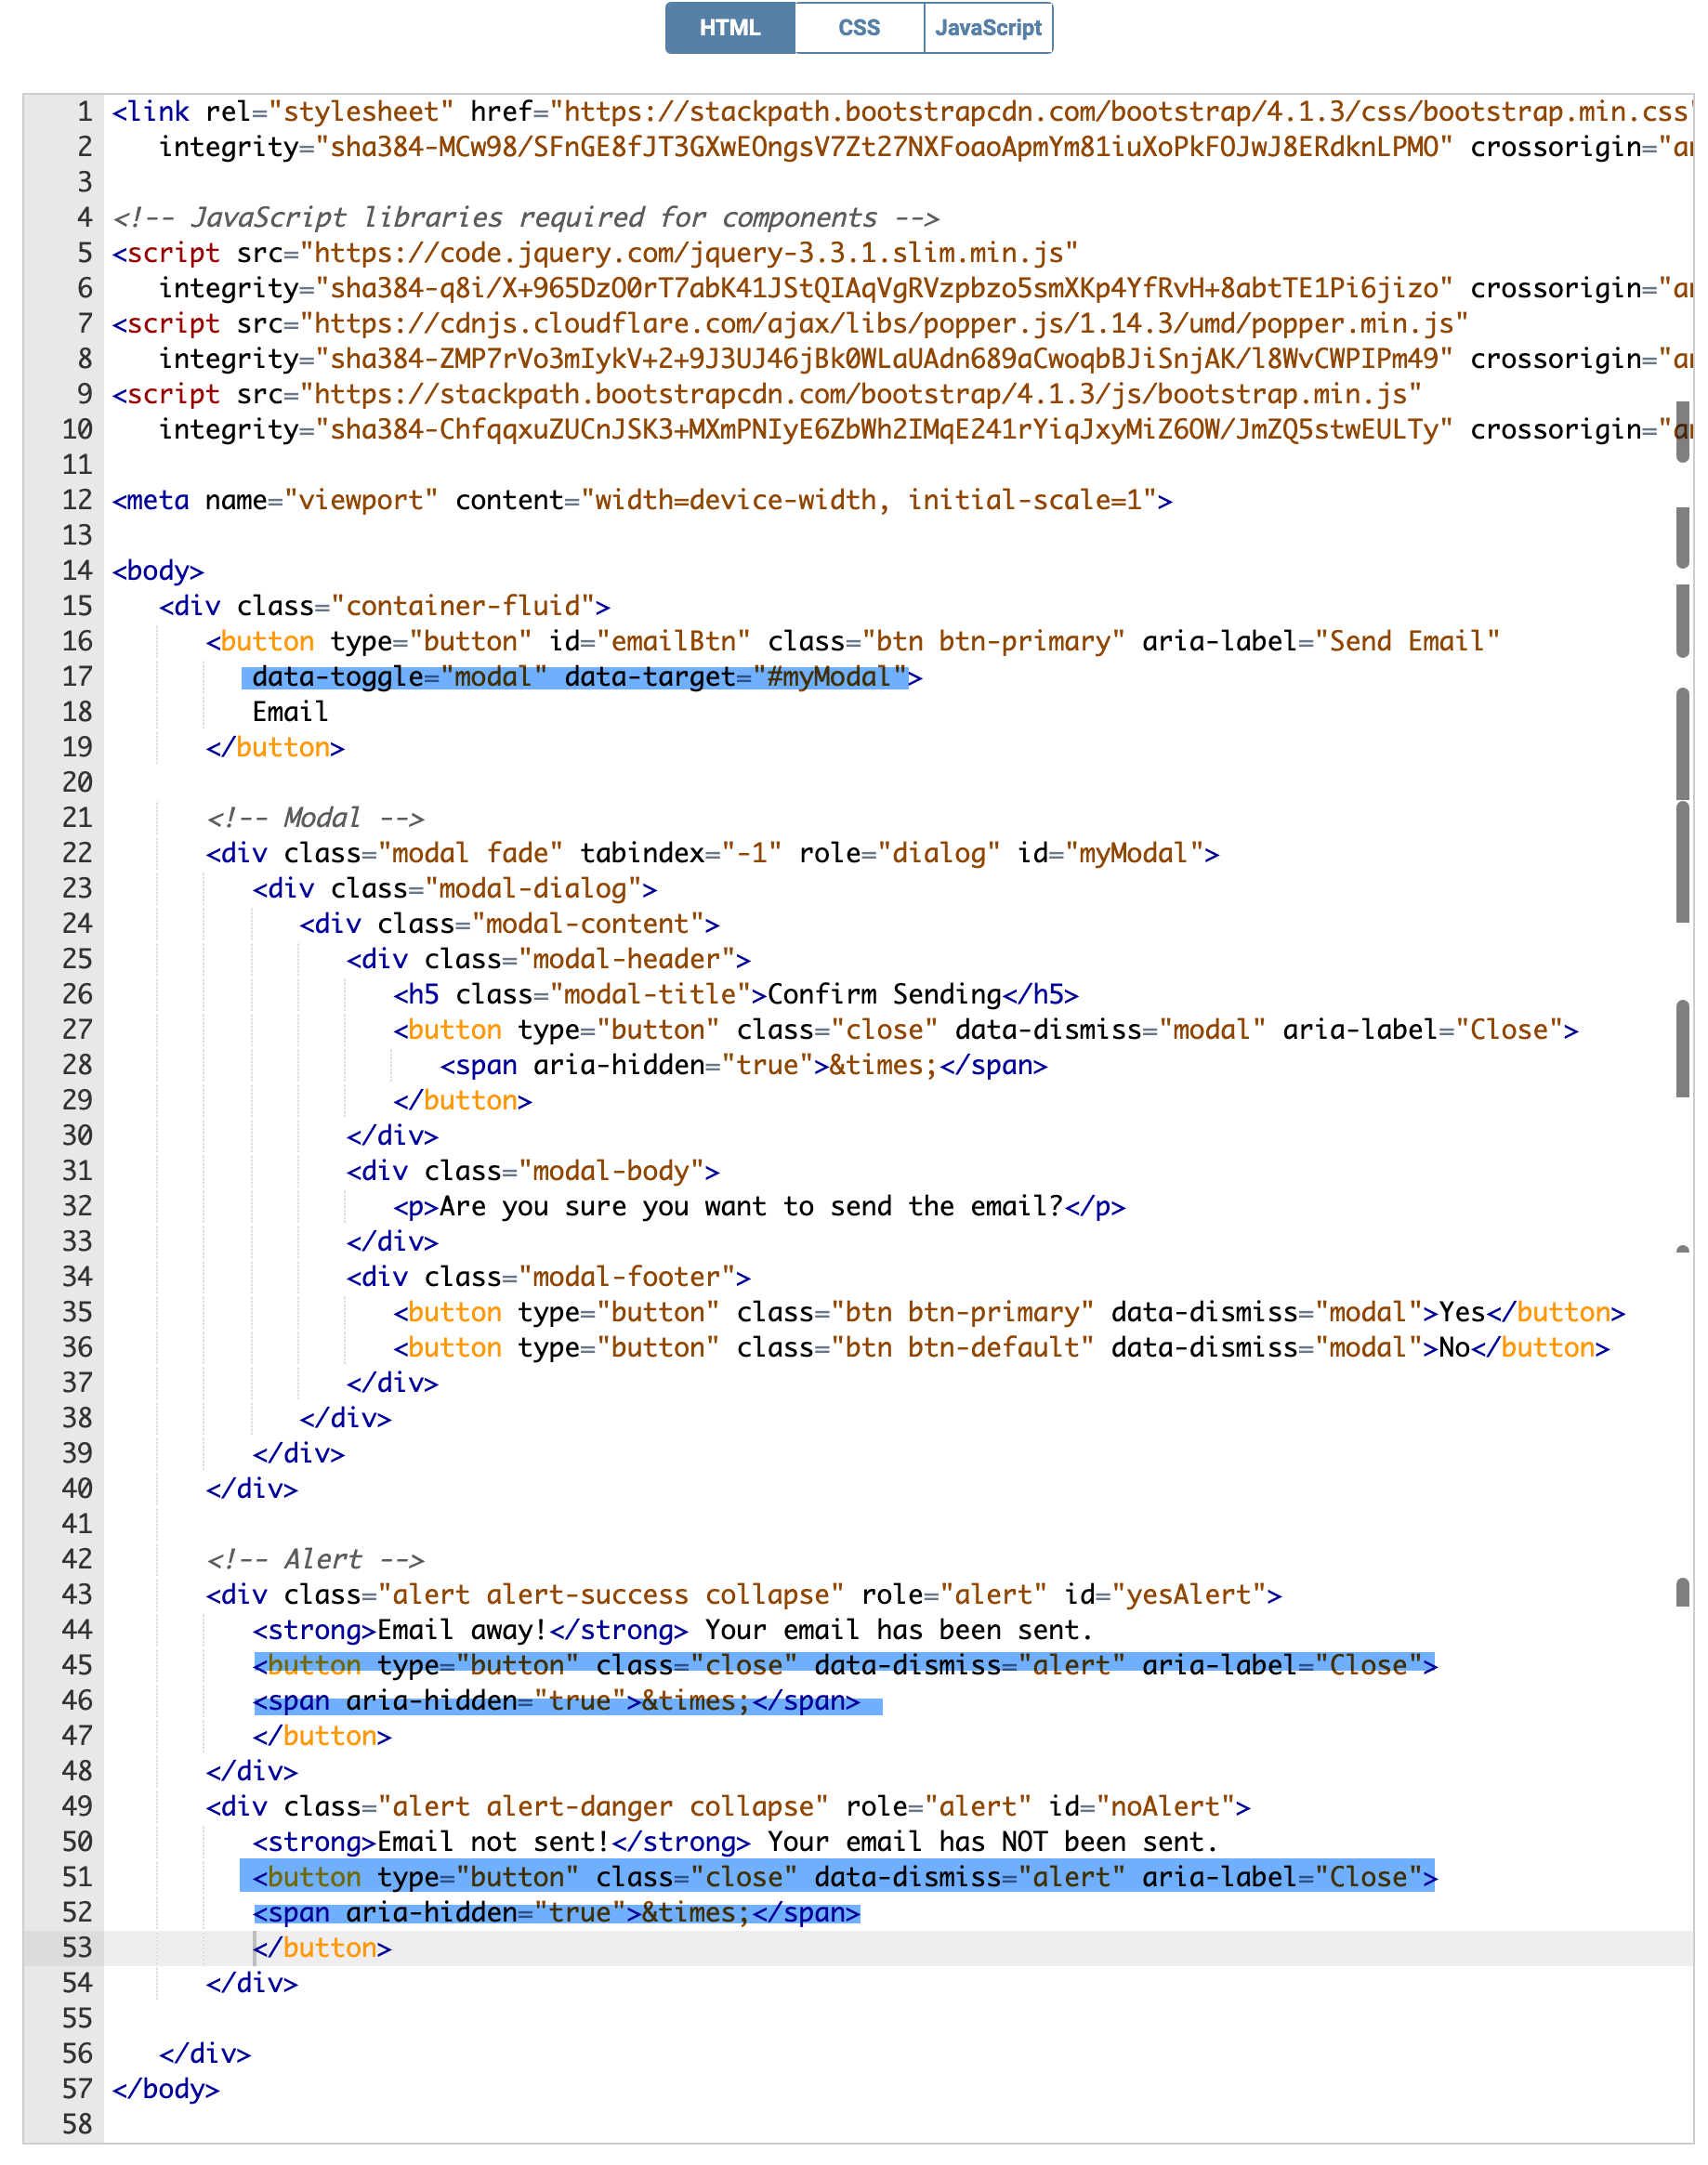 HTML CSS JavaScript
1 <link rel="stylesheet" href="https://stackpath.bootstrapcdn.com/bootstrap/4.1.3/css/bootstrap.min.css"
2 integrity="sha384-MCw98/SFnGE8fJT3GXwEOngsV7Zt27NXFoaoApmYm81iuXoPkFOJwJ8ERdknLPMO" crossorigin="an
3
4 <!-- JavaScript libraries required for components -->
5 <script src="https://code.jquery.com/jquery-3.3.1.slim.min.js"
6 integrity="sha384-q8i/X+965DzO0rT7abK41JStQIAqVgRVzpbzo5smXKp4YfRvH+8abtTE1Pi6jizo" crossorigin="an
7 <script src="https://cdnjs.cloudflare.com/ajax/libs/popper.js/1.14.3/umd/popper.min.js"
8 integrity="sha384-ZMP7rVo3mIykV+2+9J3UJ46jBk0WLaUAdn689aCwoqbBJiSnjAK/l8WvCWPIPm49" crossorigin="an
9 <script src="https://stackpath.bootstrapcdn.com/bootstrap/4.1.3/js/bootstrap.min.js"
10 integrity="sha384-ChfqqxuZUCnJSK3+MXmPNIyE6ZbWh2IMqE241rYiqJxyMiZ6OW/JmZQ5stwEULTy" crossorigin="an
11
12 <meta name="viewport" content="width=device-width, initial-scale=1">
13
14 <body>
15 <div class="container-fluid">
16 <button type="button" id="emailBtn" class="btn btn-primary" aria-label="Send Email"
17 data-toggle="modal" data-target="#myModal">
18 Email
19 </button>
20
21 <!-- Modal -->
22 <div class="modal fade" tabindex="-1" role="dialog" id="myModal">
23 <div class="modal-dialog">
24 <div class="modal-content">
25 <div class="modal-header">
26 <h5 class="modal-title">Confirm Sending</h5>
27 <button type="button" class="close" data-dismiss="modal" aria-label="Close">
28 <span aria-hidden="true">&times;</span>
29 </button>
30 </div>
31 <div class="modal-body">
32 <p>Are you sure you want to send the email?</p>
33 </div>
34 <div class="modal-footer">
35 <button type="button" class="btn btn-primary" data-dismiss="modal">Yes</button>
36 <button type="button" class="btn btn-default" data-dismiss="modal">No</button>
37 </div>
38 </div>
39 </div>
40 </div>
41
42 <!-- Alert -->
43 <div class="alert alert-success collapse" role="alert" id="yesAlert">
44 <strong>Email away!</strong> Your email has been sent.
45 <button type="button" class="close" data-dismiss="alert" aria-label="Close">
46 <span aria-hidden="true">&times;</span>
47 </button>
48 </div>
49 <div class="alert alert-danger collapse" role="alert" id="noAlert">
50 <strong>Email not sent!</strong> Your email has NOT been sent.
51 <button type="button" class="close" data-dismiss="alert" aria-label="Close">
52 <span aria-hidden="true">&times;</span>
53 </button>
54 </div>
55
56 </div>
57 </body>
58